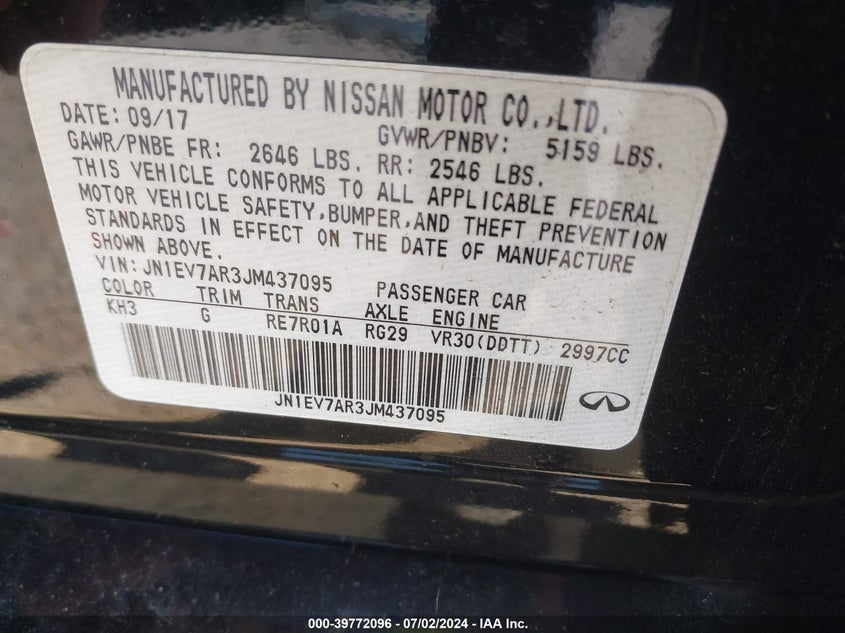 MANUFACTURED BY NISSAN MOTOR CO.,LTD.
DATE: 09/17 GVWR/PNBV: 5159 LBS.
GAWR/PNBE FR: 2646 LBS. RR: 2546 LBS.
THIS VEHICLE CONFORMS TO ALL APPLICABLE FEDERAL
MOTOR VEHICLE SAFETY,BUMPER,AND THEFT PREVENTION
STANDARDS IN EFFECT ON THE DATE OF MANUFACTURE
SHOWN ABOVE.
VIN:JN1EV7AR3JM437095 PASSENGER CAR
COLOR TRIM TRANS AXLE ENGINE
KH3 G RE7R01A RG29 VR30(DDTT) 2997CC
JN1EV7AR3JM437095
000-39772096 - 07/02/2024 - IAA Inc.